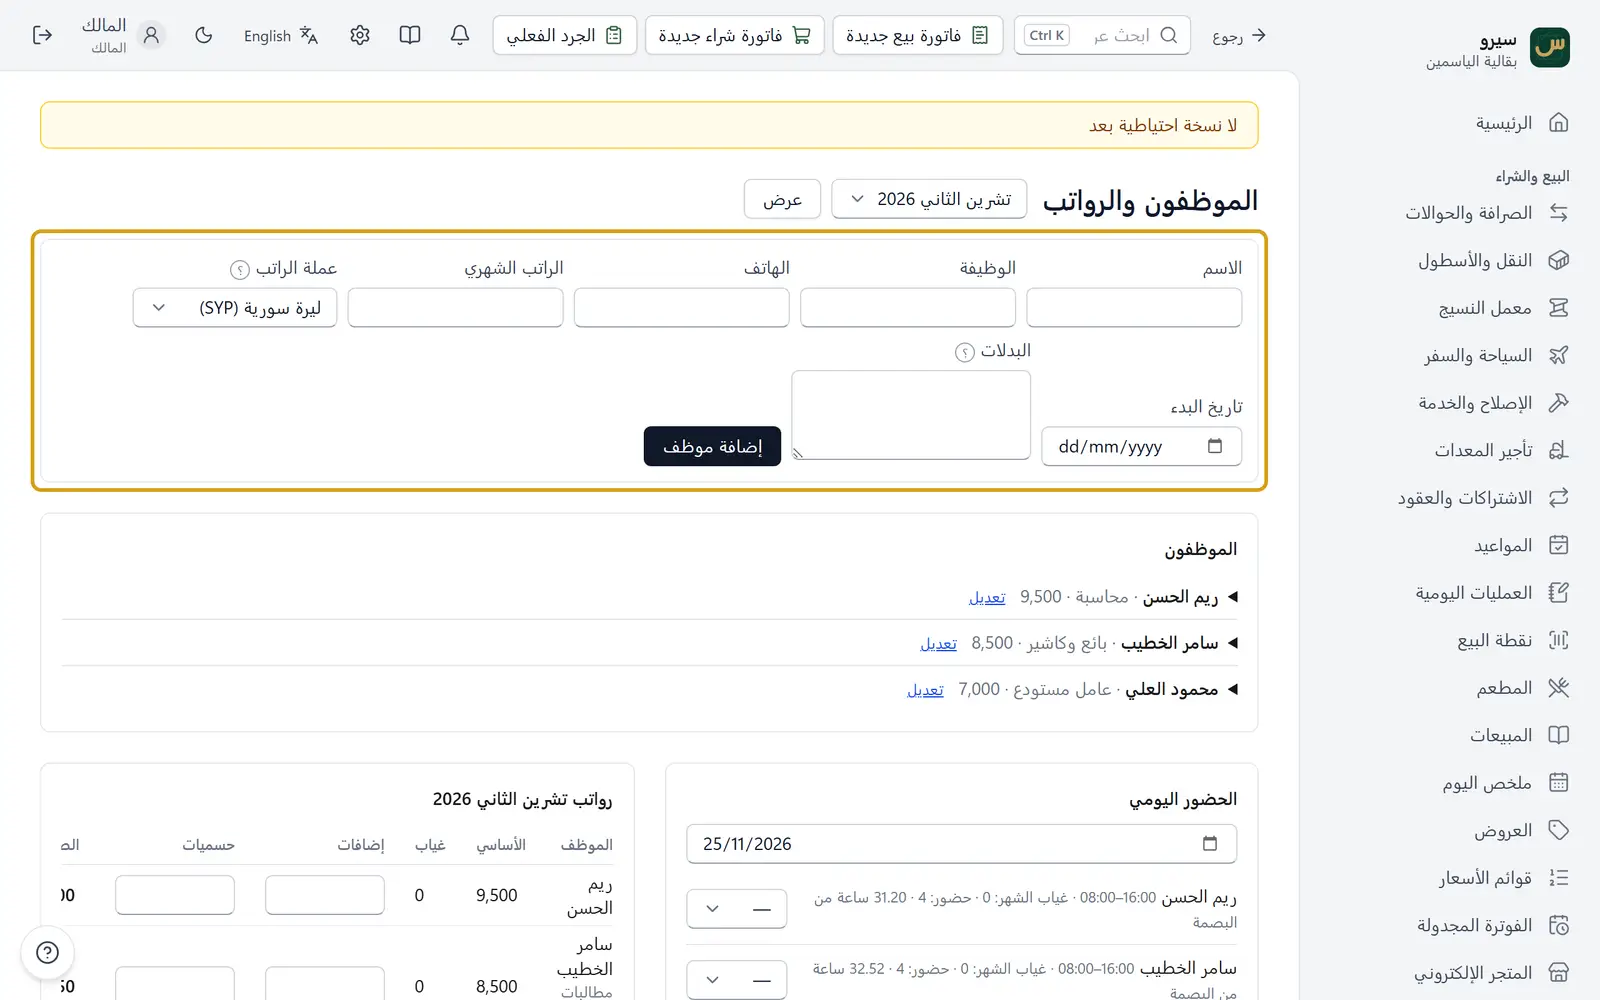 سيرو
بقالية الياسمين
رجوع
ابحث عر
Ctrl K
فاتورة بيع جديدة
فاتورة شراء جديدة
الجرد الفعلي
English
المالك
المالك
الرئيسية
البيع والشراء
الصرافة والحوالات
النقل والأسطول
معمل النسيج
السياحة والسفر
الإصلاح والخدمة
تأجير المعدات
الاشتراكات والعقود
المواعيد
العمليات اليومية
نقطة البيع
المطعم
المبيعات
ملخص اليوم
العروض
قوائم الأسعار
الفوترة المجدولة
المتجر الإلكتروني
لا نسخة احتياطية بعد
الموظفون والرواتب
تشرين الثاني 2026
عرض
الاسم
الوظيفة
الهاتف
الراتب الشهري
عملة الراتب ؟
ليرة سورية (SYP)
تاريخ البدء
dd/mm/yyyy
البدلات ؟
إضافة موظف
الموظفون
ريم الحسن · محاسبة · 9,500 تعديل
سامر الخطيب · بائع وكاشير · 8,500 تعديل
محمود العلي · عامل مستودع · 7,000 تعديل
الحضور اليومي
25/11/2026
ريم الحسن 08:00–16:00 · غياب الشهر: 0 · حضور: 4 · 31.20 ساعة من
البصمة
—
سامر الخطيب 08:00–16:00 · غياب الشهر: 0 · حضور: 4 · 32.52 ساعة
من البصمة
—
رواتب تشرين الثاني 2026
الموظف الأساسي غياب إضافات حسميات الص
ريم
الحسن
9,500 0 00
سامر
الخطيب
مطالبات
8,500 0 50